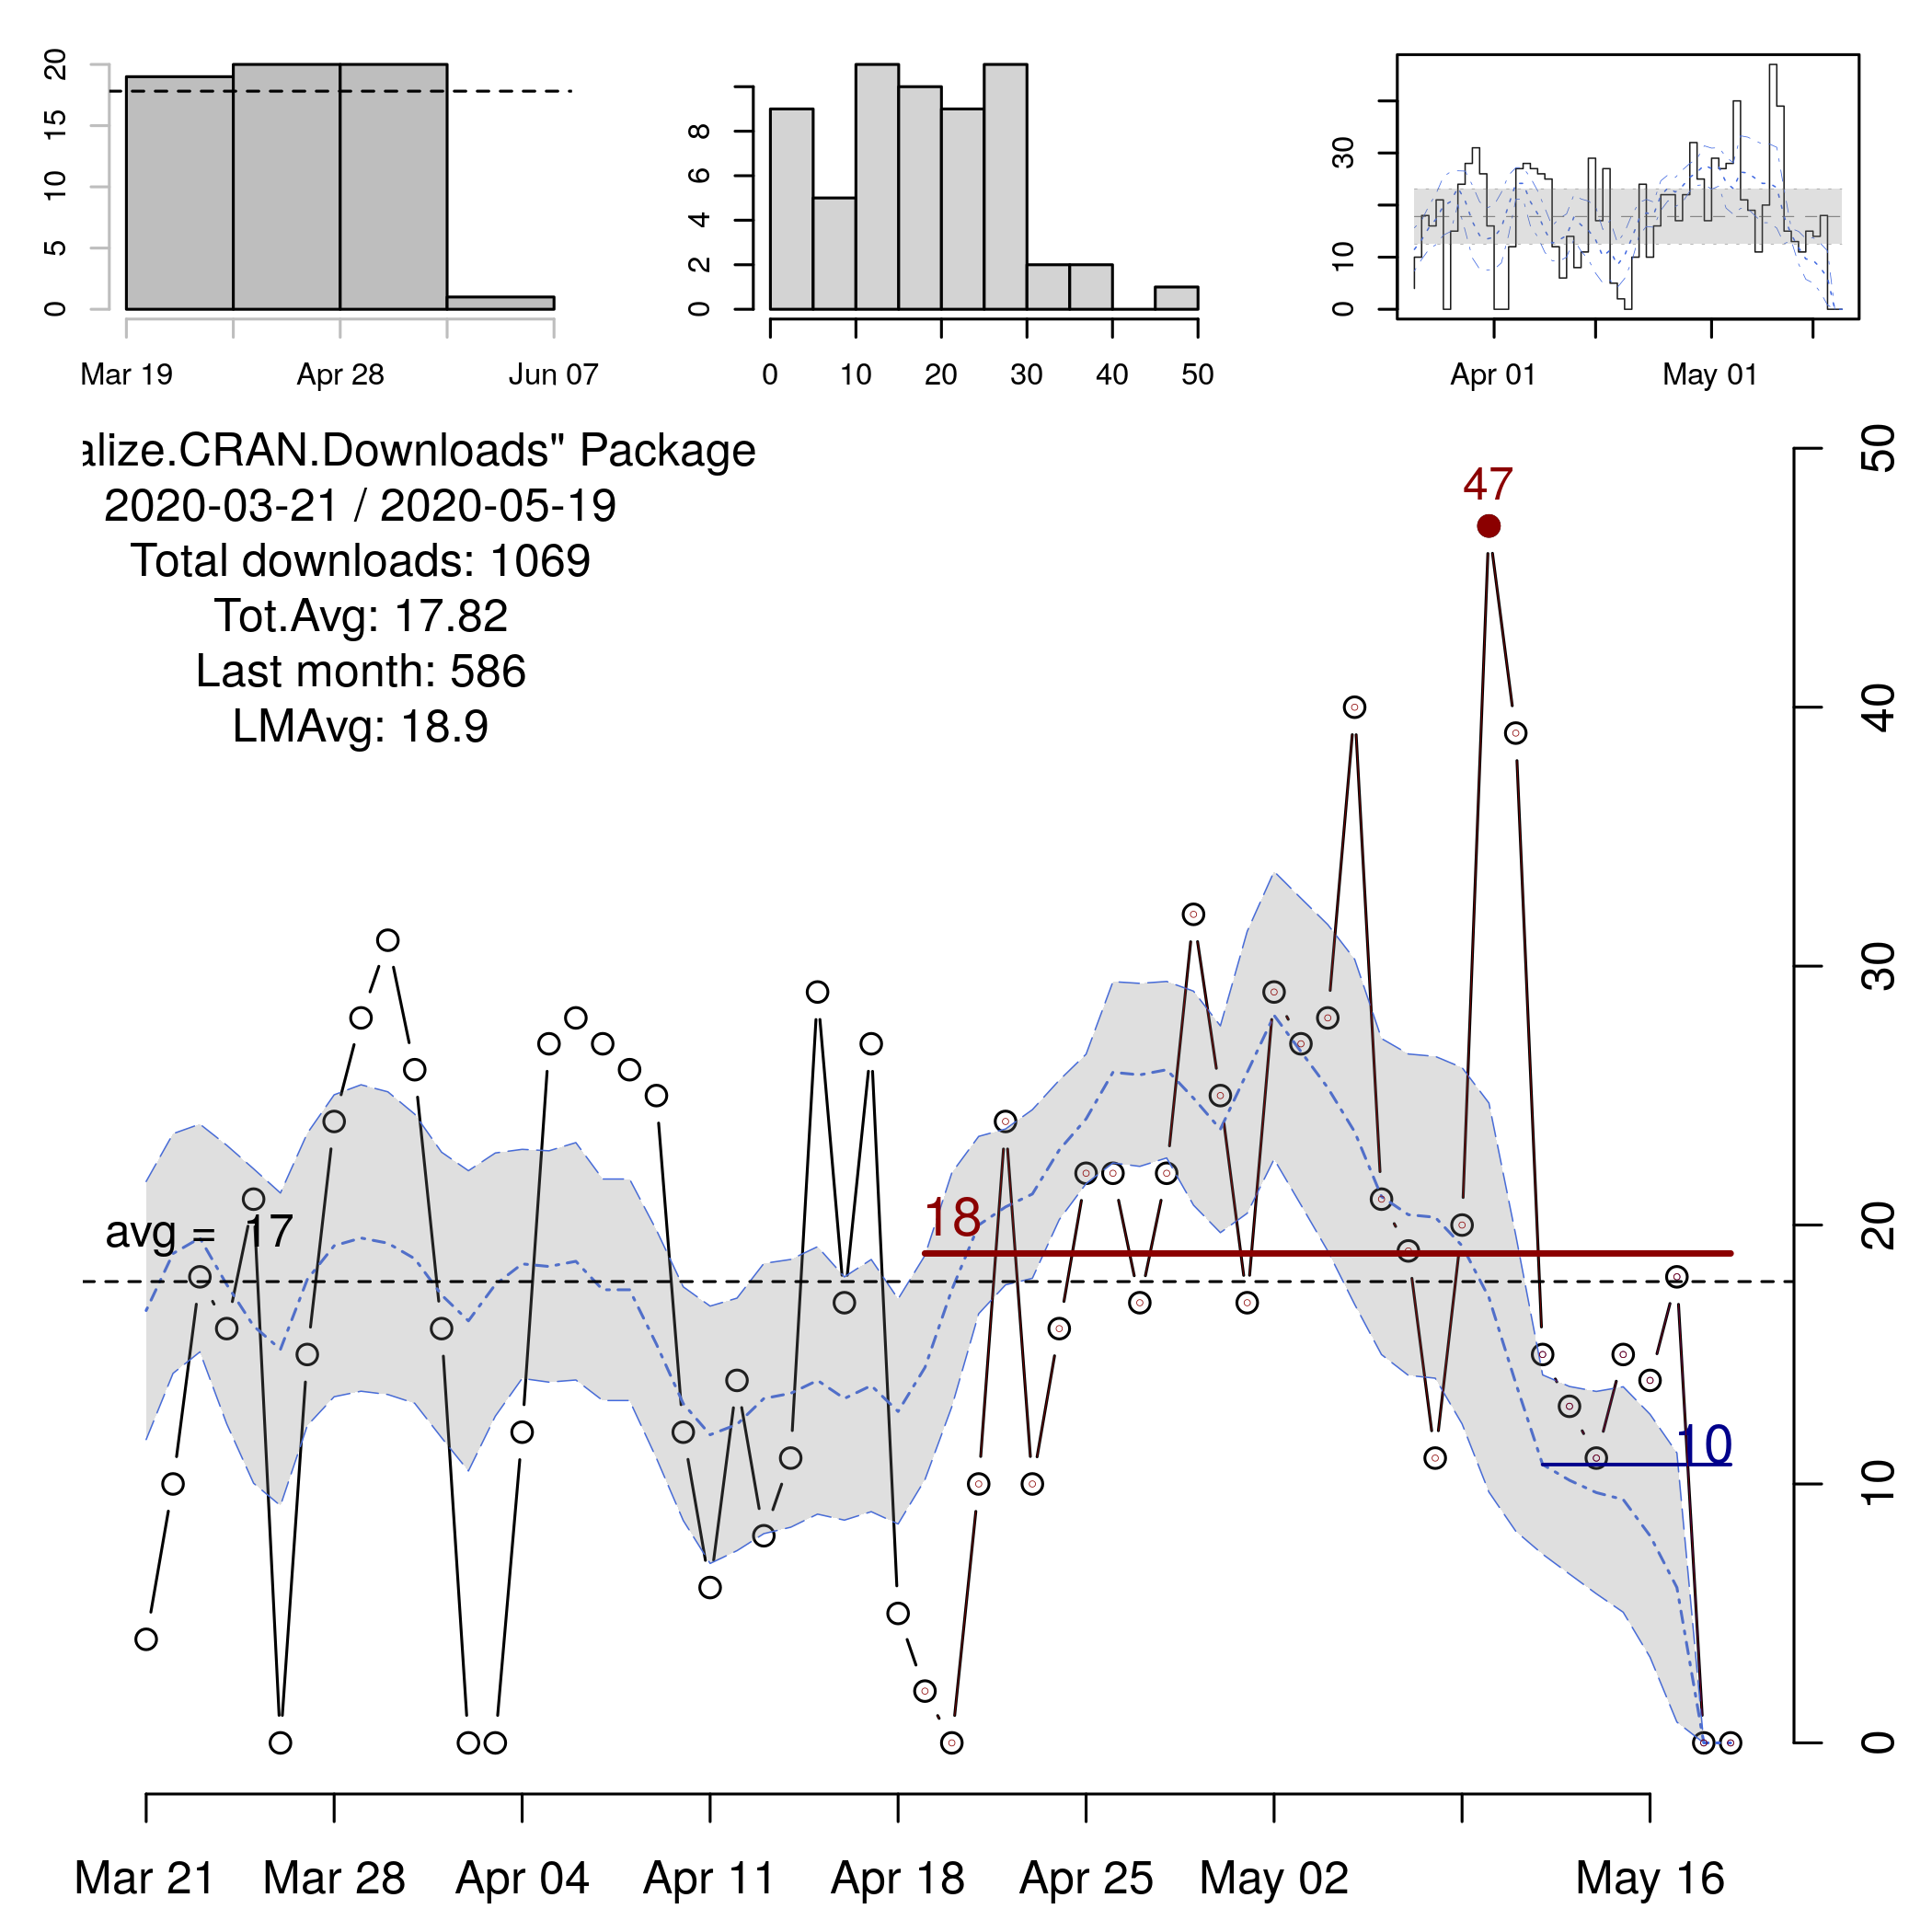 20
15
10
5
0
Mar 19 Apr 28 Jun 07
8
6
4
2
0
0 10 20 30 40 50
30
10
0
Apr 01 May 01
alize.CRAN.Downloads" Package
2020-03-21 / 2020-05-19
Total downloads: 1069
Tot.Avg: 17.82
Last month: 586
LMAvg: 18.9
47
avg = 17
18
10
50
40
30
20
10
0
Mar 21 Mar 28 Apr 04 Apr 11 Apr 18 Apr 25 May 02 May 16